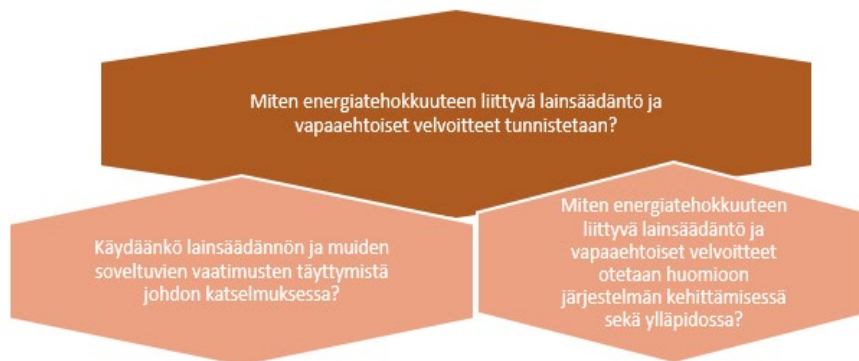 Miten energiatehokkuuteen liittyvä lainsäädäntö ja
vapaaehtoiset velvoitteet tunnistetaan?
Käydäänkö lainsäädännön ja muiden
soveltuvien vaatimusten täyttymistä
johdon katselmuksessa?
Miten energiatehokkuuteen
liittyvä lainsäädäntö ja
vapaaehtoiset velvoitteet
otetaan huomioon
järjestelmän kehittämisessä
sekä ylläpidossa?